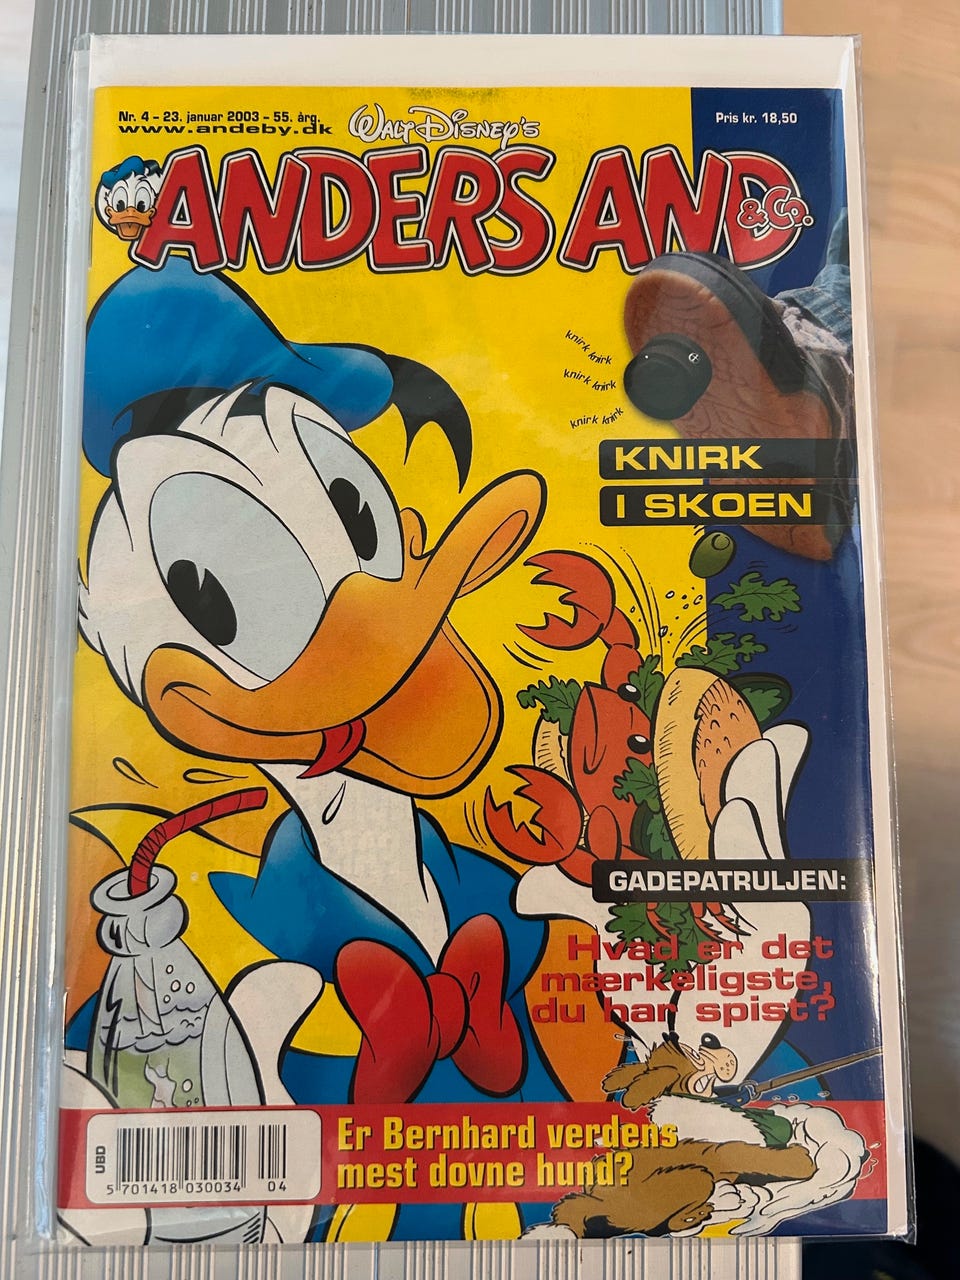 Nr. 4 - 23. januar 2003 - 55. årg.
www.andeby.dk
Pris kr. 18,50
WALT DISNEY'S
ANDERS AND
& Co.
knirk knirk
knirk knirk
knirk knirk
KNIRK
I SKOEN
GADEPATRULJEN:
Hvad er det
mærkeligste,
du har spist?
Er Bernhard verdens
mest dovne hund?
UBD
5 701418 030034 04